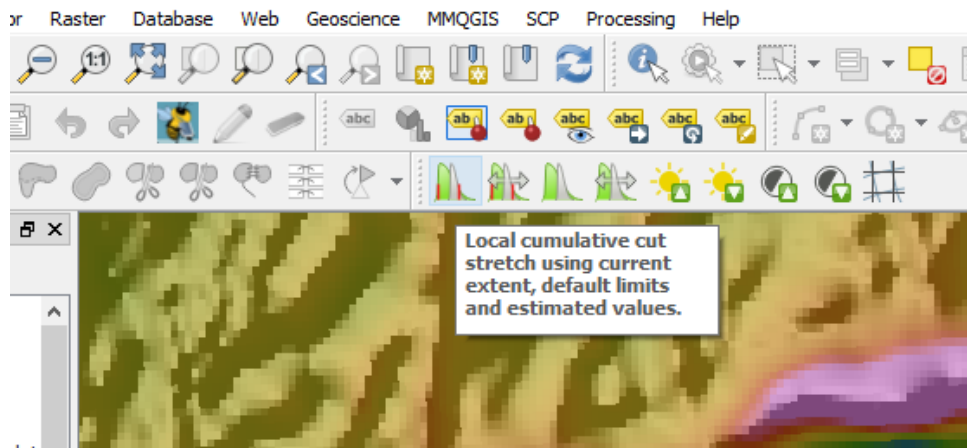 or Raster Database Web Geoscience MMQGIS SCP Processing Help
1:1
abc ab ab abc abc abc abc
Local cumulative cut
stretch using current
extent, default limits
and estimated values.